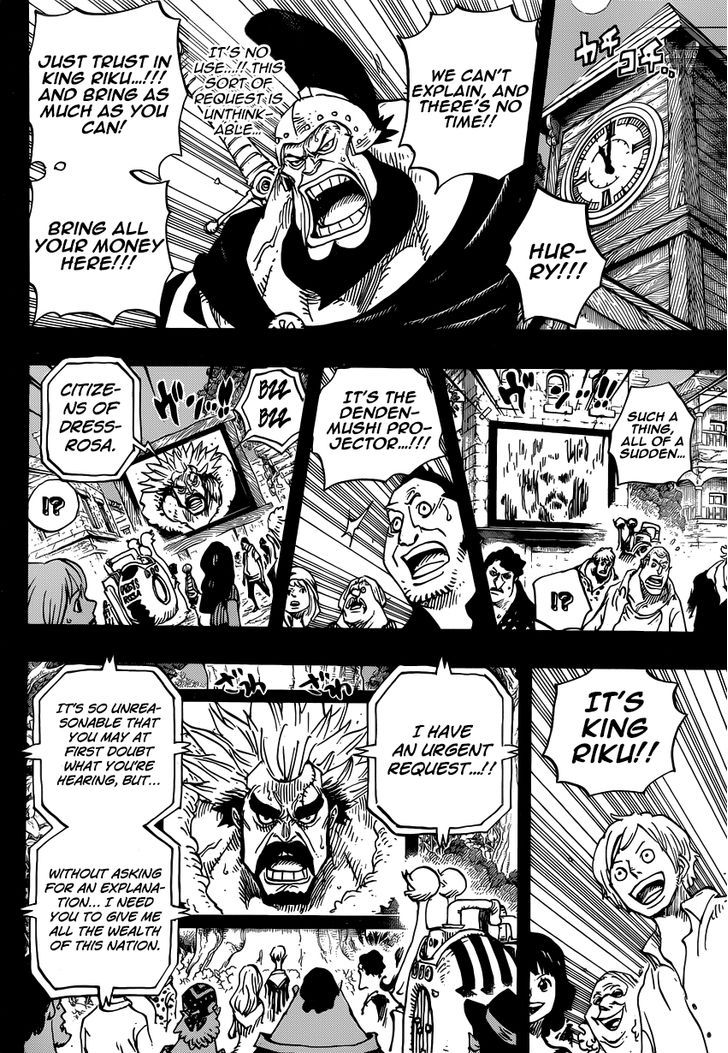 カチ
コチ...
WE CAN'T
EXPLAIN, AND
THERE'S NO
TIME!!
HUR-
RY!!!
IT'S NO
USE...!! THIS
SORT OF
REQUEST IS
UNTHINK-
ABLE...
JUST TRUST IN
KING RIKU...!!!
AND BRING AS
MUCH AS YOU
CAN!
BRING ALL
YOUR MONEY
HERE!!!
SUCH A
THING,
ALL OF A
SUDDEN...
!?
IT'S THE
DENDEN-
MUSHI PRO-
JECTOR...!!!
BZZ
BZZ
CITIZE-
NS OF
DRESS-
ROSA.
!?
IT'S
KING
RIKU!!
I HAVE
AN URGENT
REQUEST...!!
IT'S SO UNREA-
SONABLE THAT
YOU MAY AT
FIRST DOUBT
WHAT YOU'RE
HEARING, BUT...
WITHOUT ASKING
FOR AN EXPLANA-
TION... I NEED
YOU TO GIVE ME
ALL THE WEALTH
OF THIS NATION.